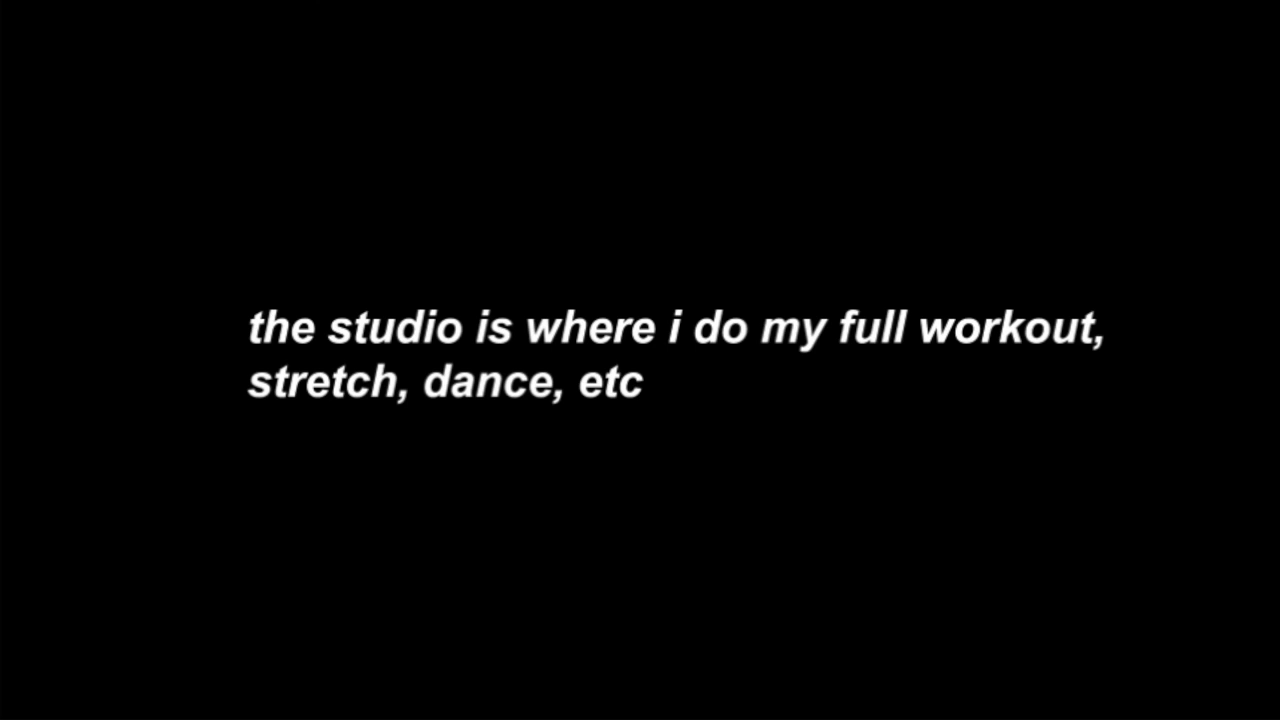 the studio is where i do my full workout,
stretch, dance, etc